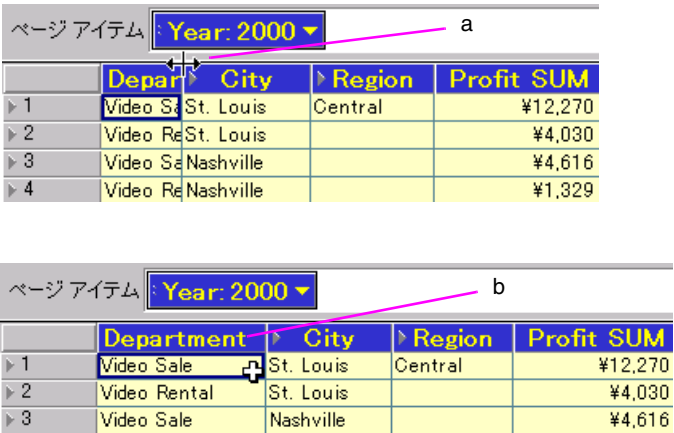 ページ アイテム Year: 2000 a
Depar City Region Profit SUM
1 Video Sa St. Louis Central ¥12,270
2 Video Re St. Louis ¥4,030
3 Video Sa Nashville ¥4,616
4 Video Re Nashville ¥1,329
ページ アイテム Year: 2000 b
Department City Region Profit SUM
1 Video Sale St. Louis Central ¥12,270
2 Video Rental St. Louis ¥4,030
3 Video Sale Nashville ¥4,616